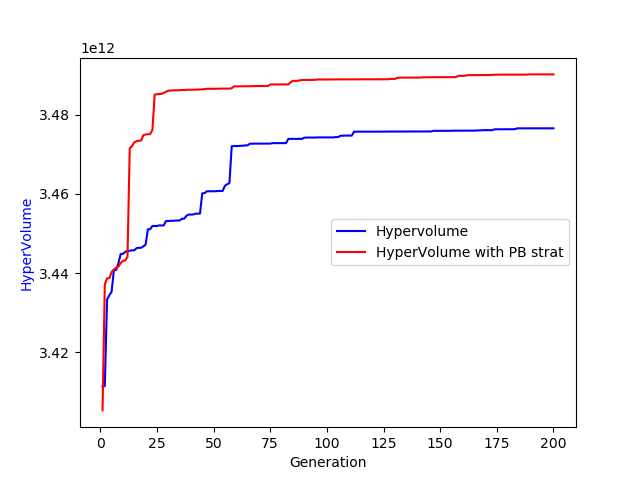 1e12
3.48
3.46
3.44
3.42
HyperVolume
Hypervolume
HyperVolume with PB strat
0 25 50 75 100 125 150 175 200
Generation